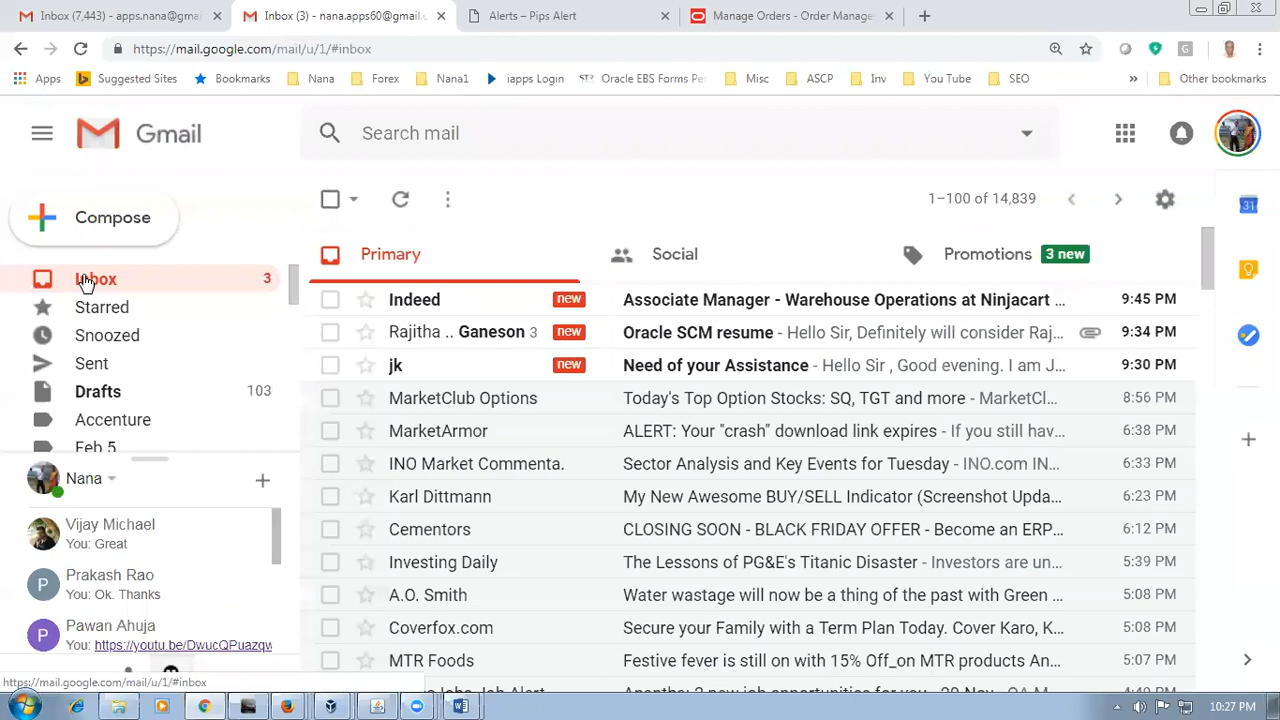 Inbox (7,443) - apps.nana@gmai
Inbox (3) - nana.apps60@gmail.c
Alerts – Pips Alert
Manage Orders - Order Manage
https://mail.google.com/mail/u/1/#inbox
G
Apps
Suggested Sites
Bookmarks
Nana
Forex
Nana1
iapps Login
Oracle EBS Forms Pe
Misc
ASCP
Inv
You Tube
SEO
»
Other bookmarks
Gmail
Search mail
Compose
1–100 of 14,839
31
Primary
Social
Promotions
3 new
Inbox
3
Starred
Snoozed
Sent
Drafts
103
Accenture
Feb 5
Indeed new Associate Manager - Warehouse Operations at Ninjacart ... 9:45 PM
Rajitha .. Ganeson 3 new Oracle SCM resume - Hello Sir, Definitely will consider Raj... 9:34 PM
jk new Need of your Assistance - Hello Sir , Good evening. I am J... 9:30 PM
MarketClub Options Today's Top Option Stocks: SQ, TGT and more - MarketCl... 8:56 PM
MarketArmor ALERT: Your "crash" download link expires - If you still hav... 6:38 PM
INO Market Commenta. Sector Analysis and Key Events for Tuesday - INO.com IN... 6:33 PM
Karl Dittmann My New Awesome BUY/SELL Indicator (Screenshot Upda... 6:23 PM
Cementors CLOSING SOON - BLACK FRIDAY OFFER - Become an ERP... 6:12 PM
Investing Daily The Lessons of PG&E's Titanic Disaster - Investors are un... 5:39 PM
A.O. Smith Water wastage will now be a thing of the past with Green ... 5:08 PM
Coverfox.com Secure your Family with a Term Plan Today. Cover Karo, K... 5:08 PM
MTR Foods Festive fever is still on with 15% Off_on MTR products An... 5:07 PM
Nana
Vijay Michael
You: Great
P
Prakash Rao
You: Ok. Thanks
P
Pawan Ahuja
You: https://youtu.be/DwucQPuazqw
https://mail.google.com/mail/u/1/#inbox
10:27 PM